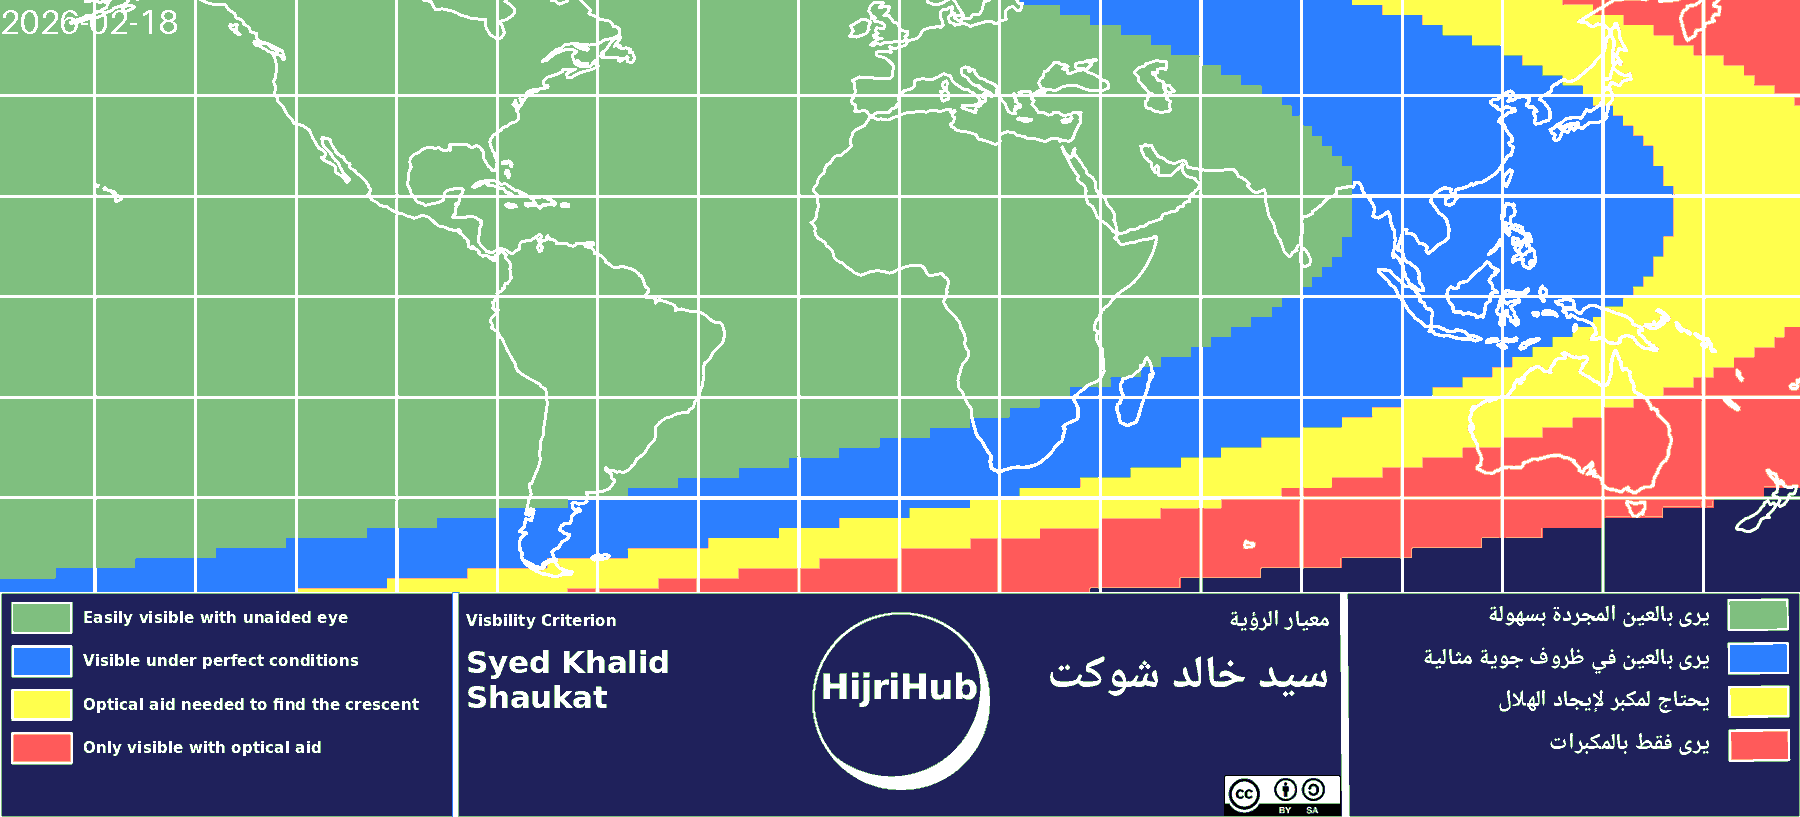 2026-02-18
Easily visible with unaided eye
Visible under perfect conditions
Optical aid needed to find the crescent
Only visible with optical aid
Visbility Criterion
Syed Khalid
Shaukat
HijriHub
معيار الرؤية
سيد خالد شوكت
cc
BY SA
يرى بالعين المجردة بسهولة
يرى بالعين في ظروف جوية مثالية
يحتاج لمكبر لإيجاد الهلال
يرى فقط بالمكبرات